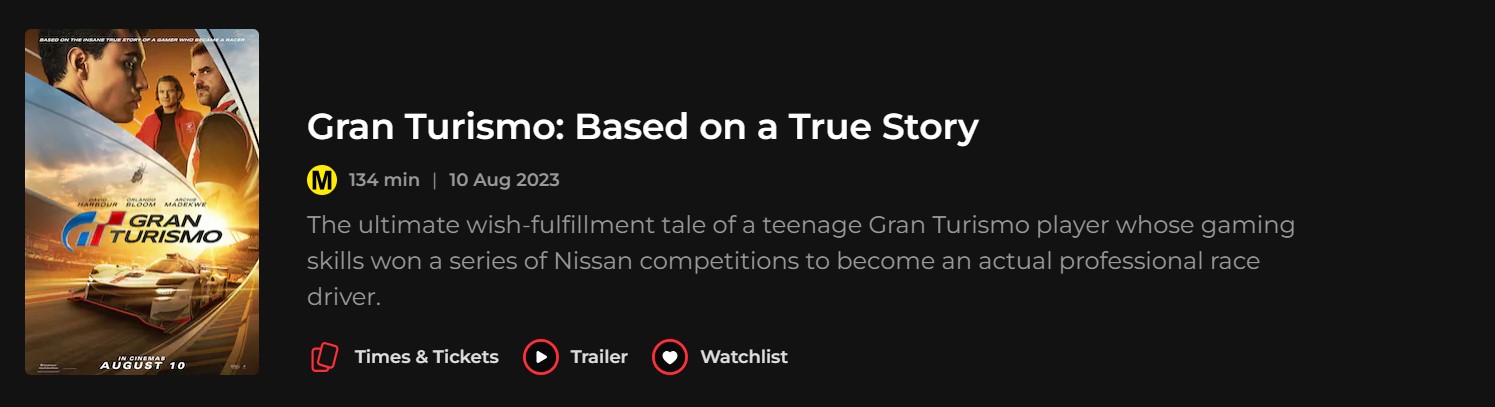 BASED ON THE INSANE TRUE STORY OF A GAMER WHO BECAME A RACER
DAVID HARBOUR ORLANDO BLOOM ARCHIE MADEKWE
GRAN
TURISMO
IN CINEMAS
AUGUST 10
Gran Turismo: Based on a True Story
M 134 min | 10 Aug 2023
The ultimate wish-fulfillment tale of a teenage Gran Turismo player whose gaming
skills won a series of Nissan competitions to become an actual professional race
driver.
Times & Tickets Trailer Watchlist